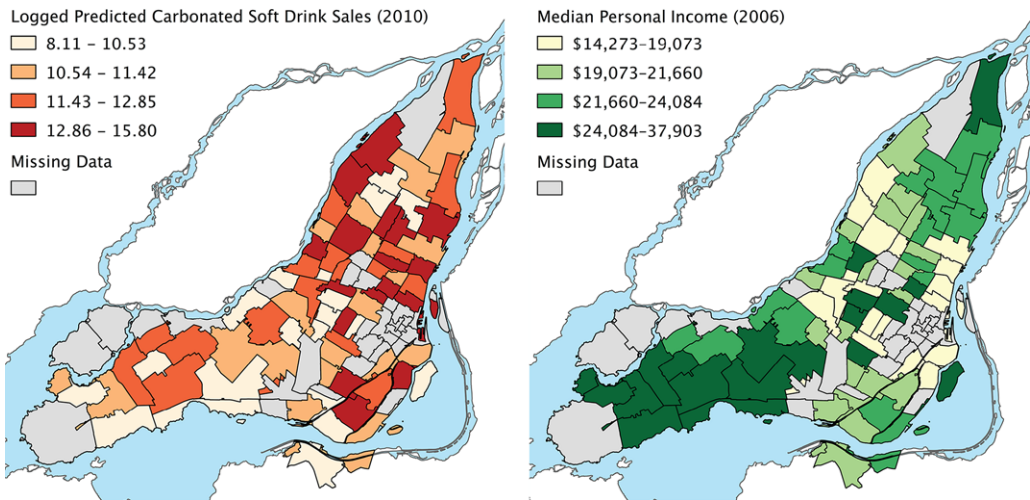 Logged Predicted Carbonated Soft Drink Sales (2010)
8.11 – 10.53
10.54 – 11.42
11.43 – 12.85
12.86 – 15.80
Missing Data
Median Personal Income (2006)
$14,273–19,073
$19,073–21,660
$21,660–24,084
$24,084–37,903
Missing Data